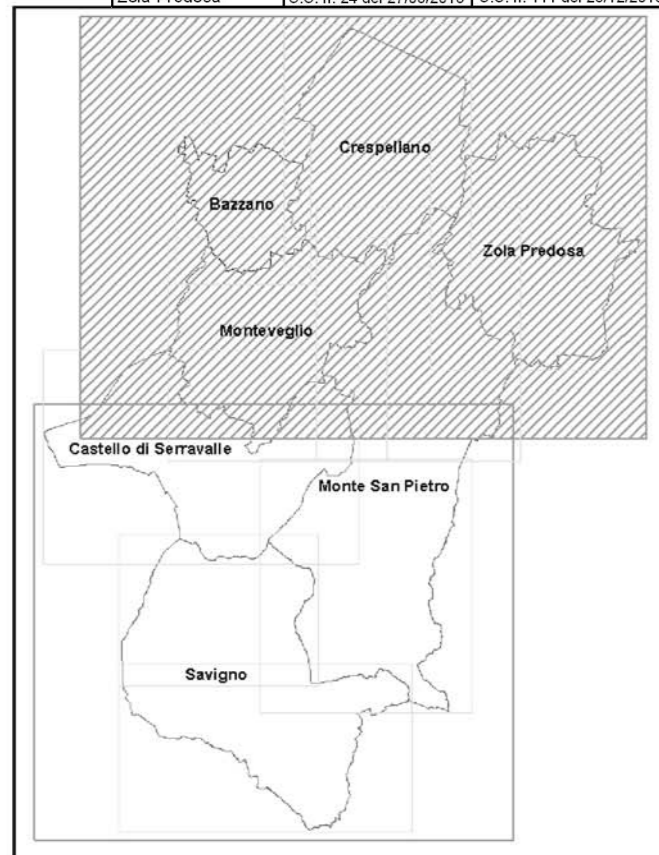 Crespellano
Bazzano
Zola Predosa
Monteveglio
Castello di Serravalle
Monte San Pietro
Savigno